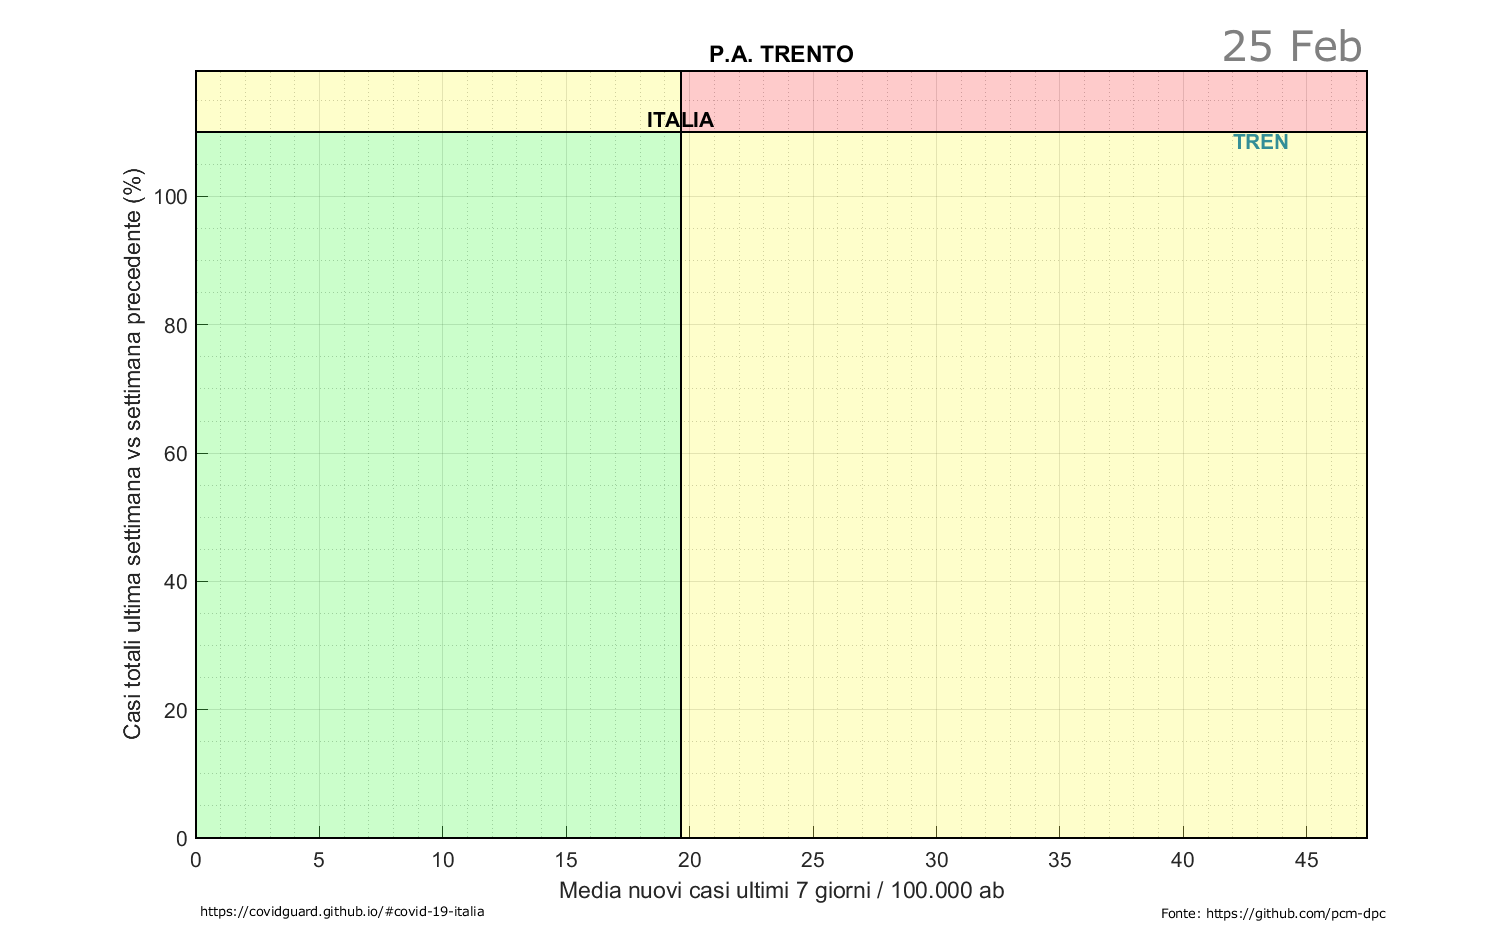 25 Feb
P.A. TRENTO
ITALIA
TREN
Casi totali ultima settimana vs settimana precedente (%)
100
80
60
40
20
0
0 5 10 15 20 25 30 35 40 45
Media nuovi casi ultimi 7 giorni / 100.000 ab
https://covidguard.github.io/#covid-19-italia
Fonte: https://github.com/pcm-dpc